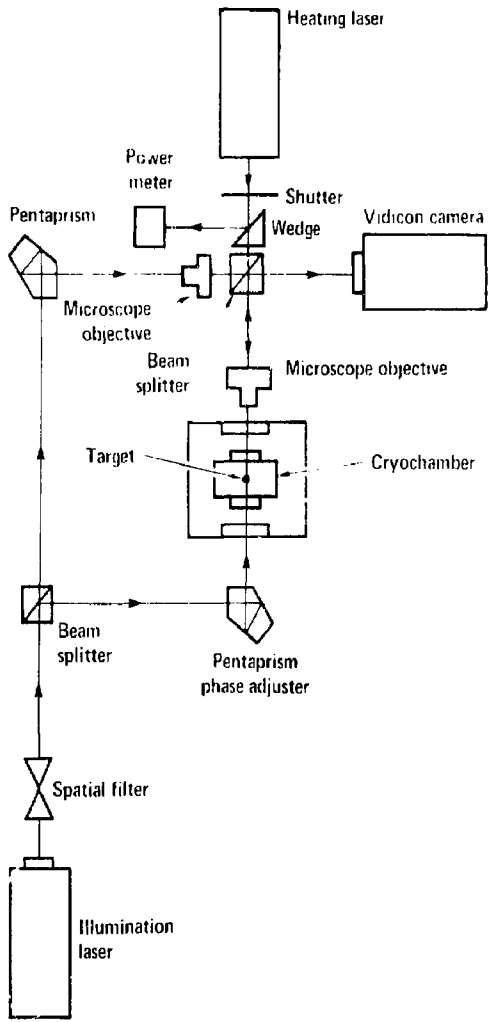 Heating laser
Power
meter
Shutter
Pentaprism
Wedge
Vidicon camera
Microscope
objective
Beam
splitter
Microscope objective
Target
Cryochamber
Beam
splitter
Pentaprism
phase adjuster
Spatial filter
Illumination
laser